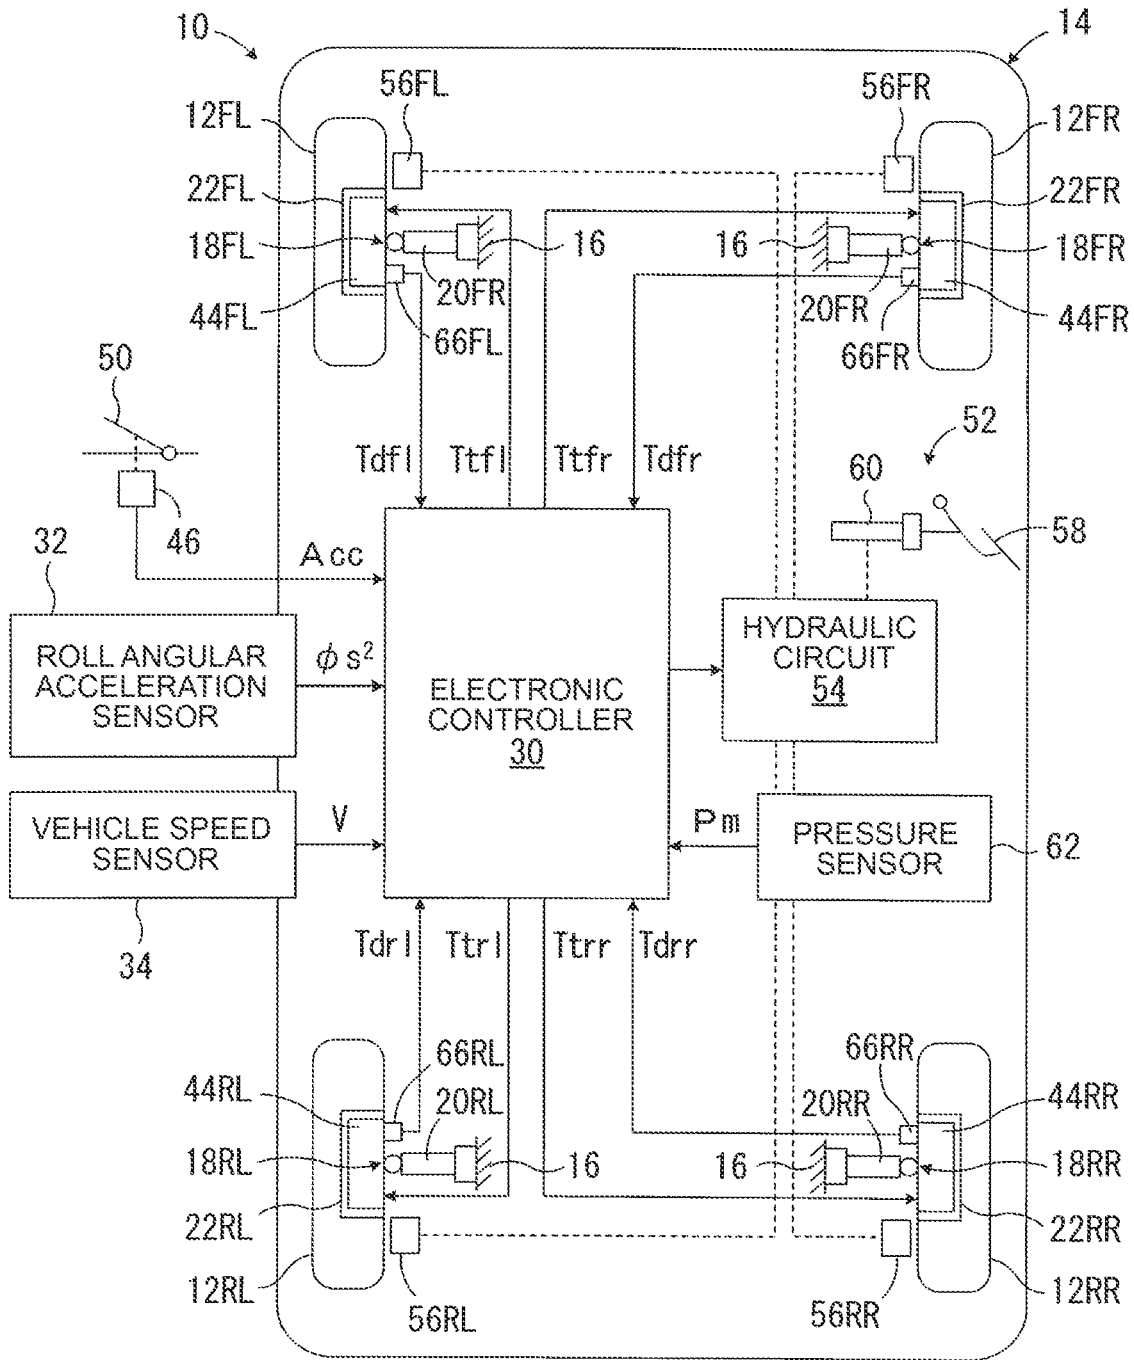 10
14
56FL
56FR
12FL
12FR
22FL
22FR
18FL
16
16
18FR
20FR
20FR
44FL
44FR
66FL
66FR
50
52
Tdfl
Ttfl
Ttfr
Tdfr
60
46
58
32
Acc
ROLL ANGULAR
ACCELERATION
SENSOR
φs²
ELECTRONIC
CONTROLLER
30
HYDRAULIC
CIRCUIT
54
VEHICLE SPEED
SENSOR
V
Pm
PRESSURE
SENSOR
62
34
Tdrl
Ttrl
Ttrr
Tdrr
66RL
66RR
44RL
20RL
20RR
44RR
18RL
16
16
18RR
22RL
22RR
12RL
56RL
56RR
12RR